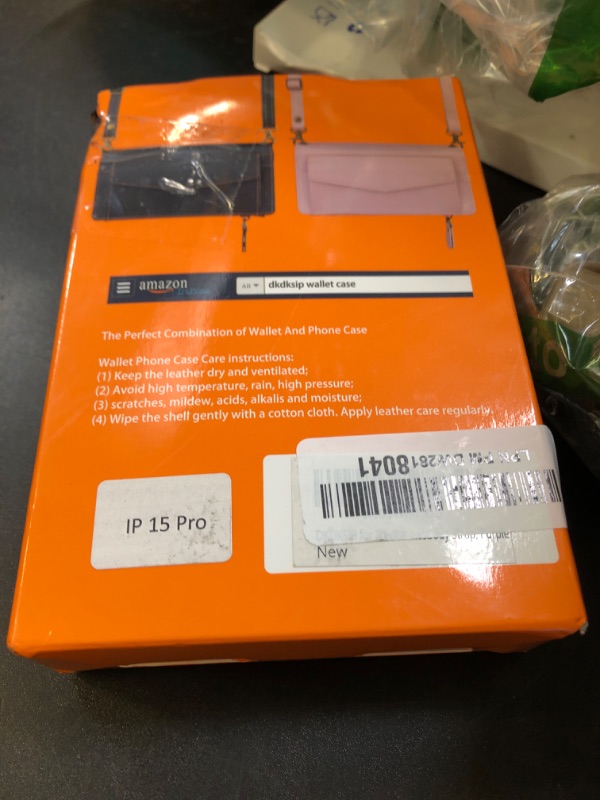 amazon
All
dkdksip wallet case
The Perfect Combination of Wallet And Phone Case
Wallet Phone Case Care instructions:
(1) Keep the leather dry and ventilated;
(2) Avoid high temperature, rain, high pressure;
(3) scratches, mildew, acids, alkalis and moisture;
(4) Wipe the shell gently with a cotton cloth. Apply leather care regularly.
8041
IP 15 Pro
New